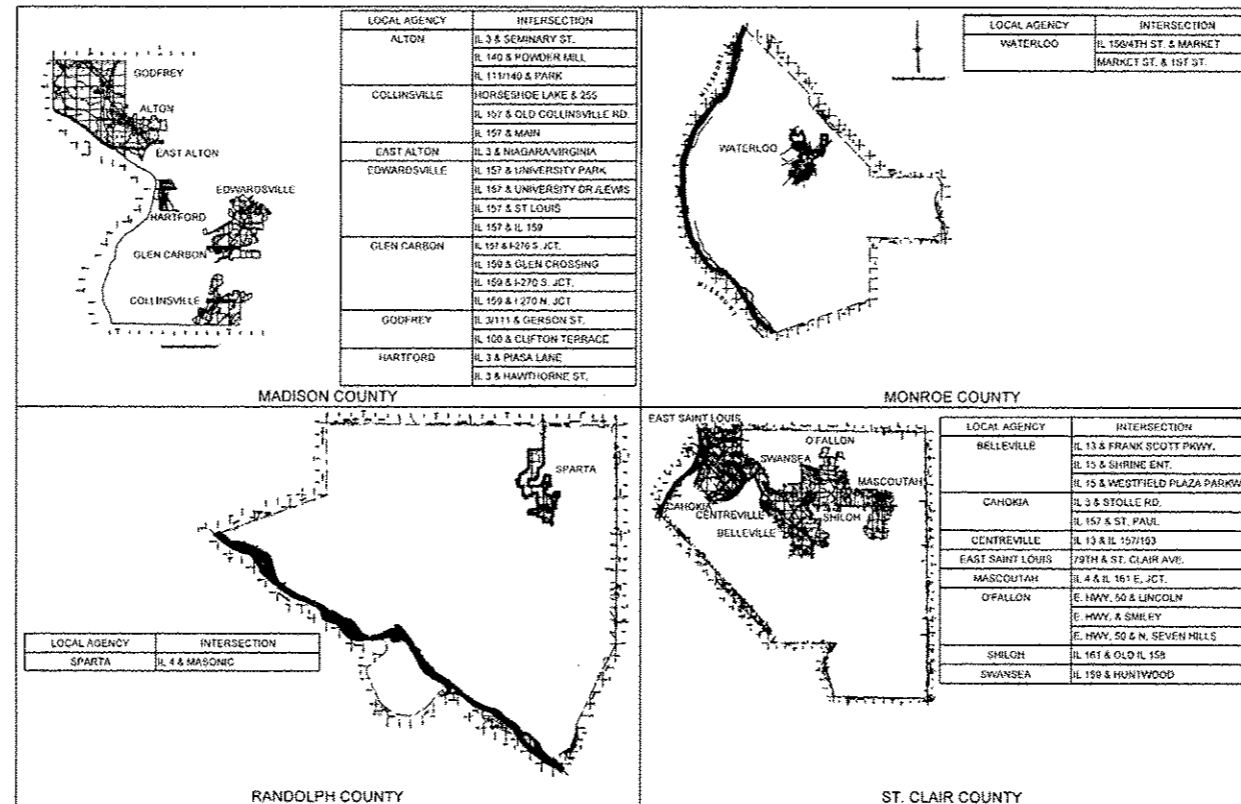 LOCAL AGENCY INTERSECTION
ALTON IL 3 & SEMINARY ST.
IL 140 & POWDER MILL
IL 111/140 & PARK
COLLINSVILLE HORSESHOE LAKE & 255
IL 157 & OLD COLLINSVILLE RD.
IL 157 & MAIN
EAST ALTON IL 3 & NIAGARA/VIRGINIA
EDWARDSVILLE IL 157 & UNIVERSITY PARK
IL 157 & UNIVERSITY DR./LEWIS
IL 157 & ST LOUIS
IL 157 & IL 159
GLEN CARBON IL 157 & I-270 S. JCT.
IL 159 & GLEN CROSSING
IL 159 & I-270 S. JCT.
IL 159 & I-270 N. JCT
GODFREY IL 3/111 & GERSON ST.
IL 100 & CLIFTON TERRACE
HARTFORD IL 3 & PIASA LANE
IL 3 & HAWTHORNE ST.
GODFREY
ALTON
EAST ALTON
EDWARDSVILLE
HARTFORD
GLEN CARBON
COLLINSVILLE
MADISON COUNTY
LOCAL AGENCY INTERSECTION
WATERLOO IL 156/4TH ST. & MARKET
MARKET ST. & 1ST ST.
MISSOURI
WATERLOO
MISSOURI
MONROE COUNTY
SPARTA
LOCAL AGENCY INTERSECTION
SPARTA IL 4 & MASONIC
RANDOLPH COUNTY
EAST SAINT LOUIS
O'FALLON
SWANSEA
MASCOUTAH
CAHOKIA
CENTREVILLE
SHILOH
BELLEVILLE
LOCAL AGENCY INTERSECTION
BELLEVILLE IL 13 & FRANK SCOTT PKWY.
IL 15 & SHRINE ENT.
IL 15 & WESTFIELD PLAZA PARKW
CAHOKIA IL 3 & STOLLE RD.
IL 157 & ST. PAUL
CENTREVILLE IL 13 & IL 157/163
EAST SAINT LOUIS 79TH & ST. CLAIR AVE.
MASCOUTAH IL 4 & IL 161 E. JCT.
O'FALLON E. HWY. 50 & LINCOLN
E. HWY. & SMILEY
E. HWY. 50 & N. SEVEN HILLS
SHILOH IL 161 & OLD IL 158
SWANSEA IL 159 & HUNTWOOD
ST. CLAIR COUNTY